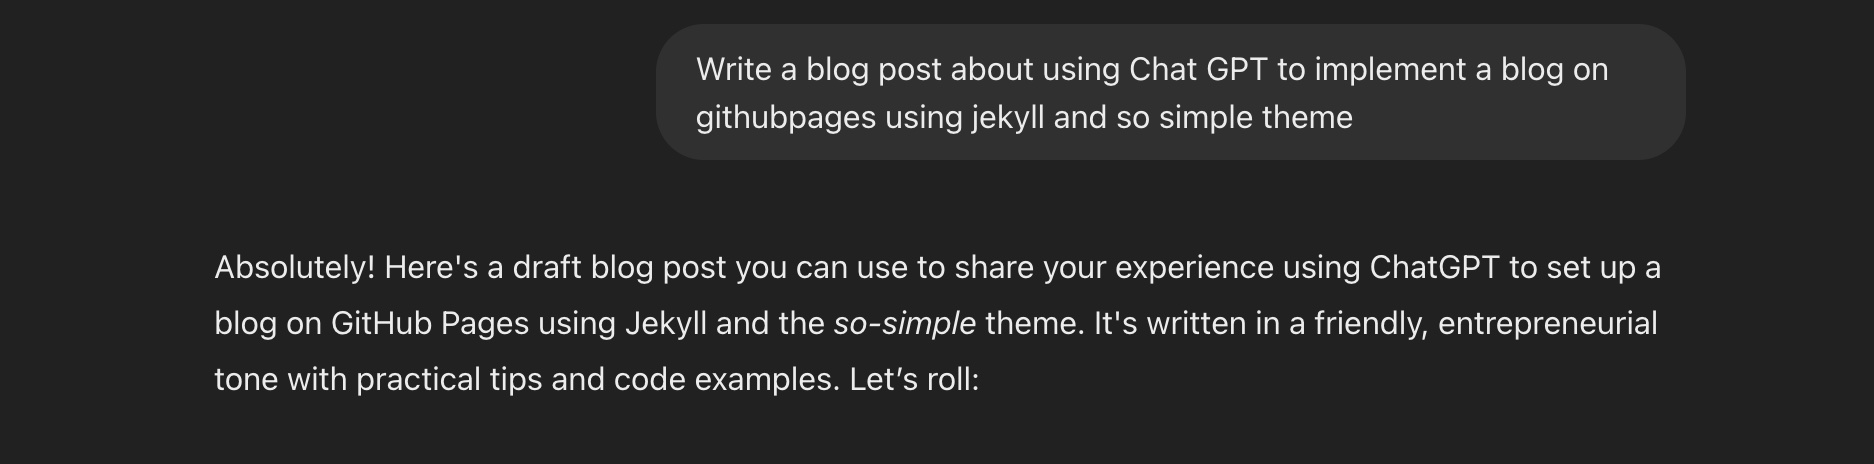 Write a blog post about using Chat GPT to implement a blog on
githubpages using jekyll and so simple theme
Absolutely! Here's a draft blog post you can use to share your experience using ChatGPT to set up a
blog on GitHub Pages using Jekyll and the so-simple theme. It's written in a friendly, entrepreneurial
tone with practical tips and code examples. Let’s roll: